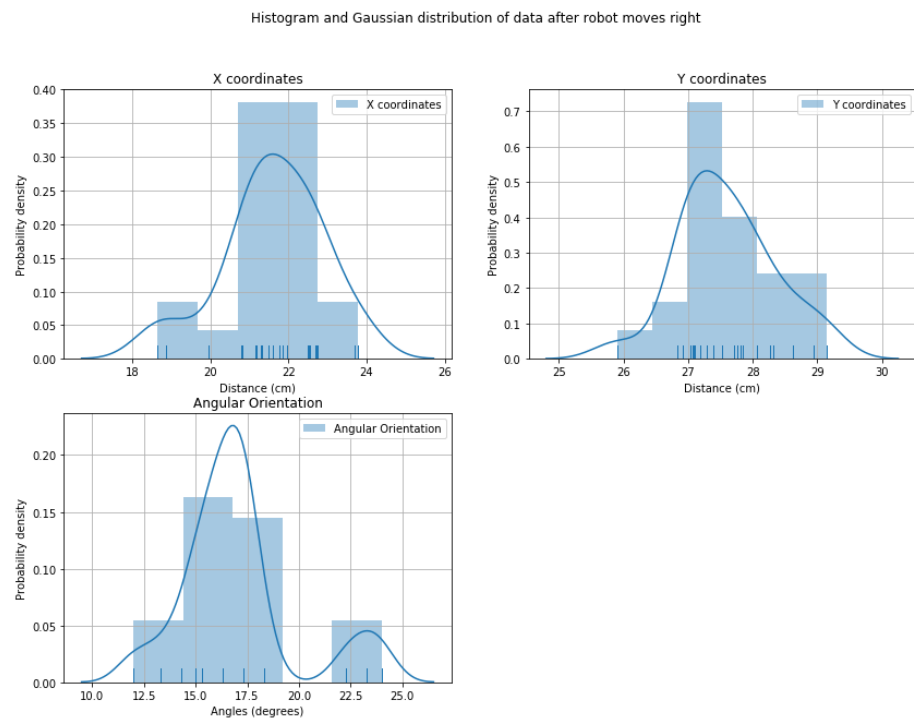 Histogram and Gaussian distribution of data after robot moves right
X coordinates
X coordinates
Probability density
0.40
0.35
0.30
0.25
0.20
0.15
0.10
0.05
0.00
18 20 22 24 26
Distance (cm)
Y coordinates
Y coordinates
Probability density
0.7
0.6
0.5
0.4
0.3
0.2
0.1
0.0
25 26 27 28 29 30
Distance (cm)
Angular Orientation
Angular Orientation
Probability density
0.20
0.15
0.10
0.05
0.00
10.0 12.5 15.0 17.5 20.0 22.5 25.0
Angles (degrees)